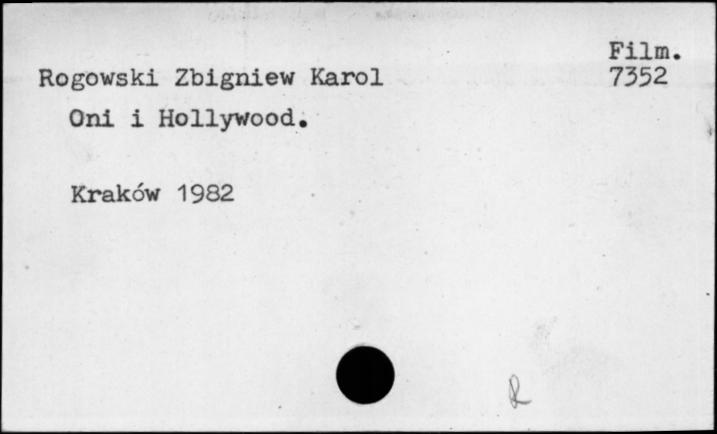 Film.
7352
Rogowski Zbigniew Karol
Oni i Hollywood.
Kraków 1982
R